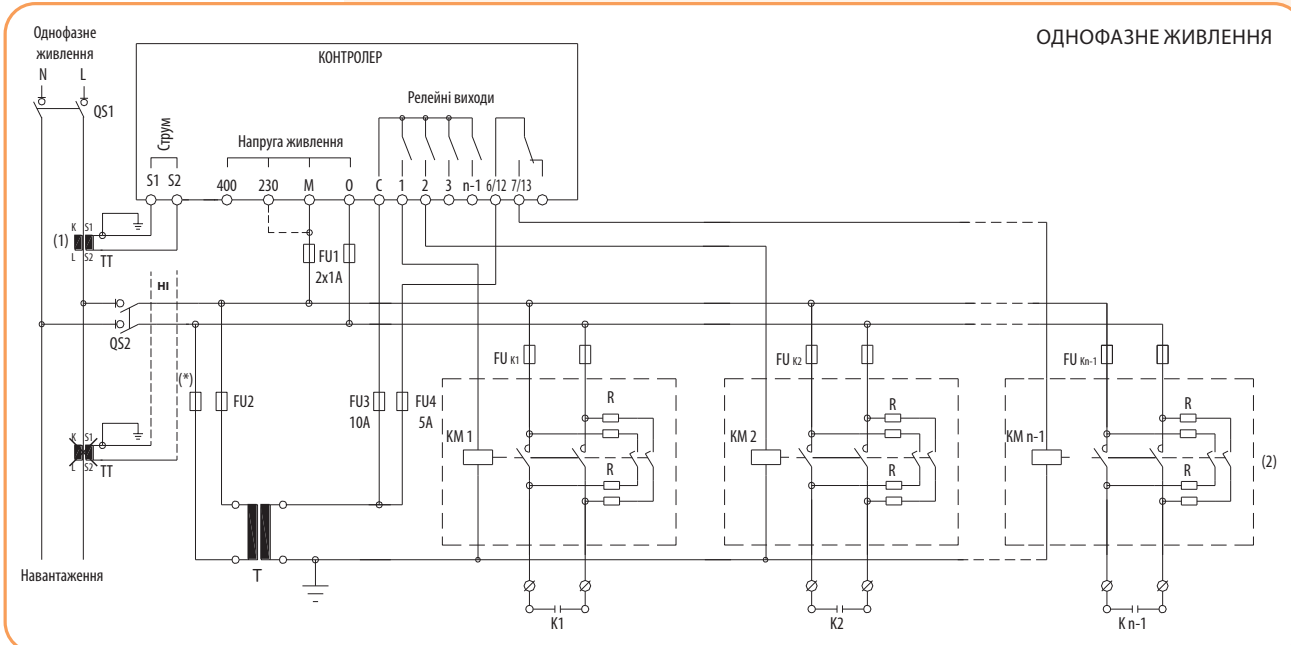 ОДНОФАЗНЕ ЖИВЛЕННЯ
Однофазне
живлення
N L
QS1
КОНТРОЛЕР
Релейні виходи
Струм
Напруга живлення
S1 S2 400 230 M O C 1 2 3 n-1 6/12 7/13
K S1
(1)
L S2 TT
FU1
2x1A
НІ
QS2
(*)
FU2
FU3
10A
FU4
5A
FU K1
FU K2
FU Kn-1
R
R
R
KM 1
KM 2
KM n-1
(2)
R
R
R
K S1
L S2 TT
T
Навантаження
K1
K2
K n-1